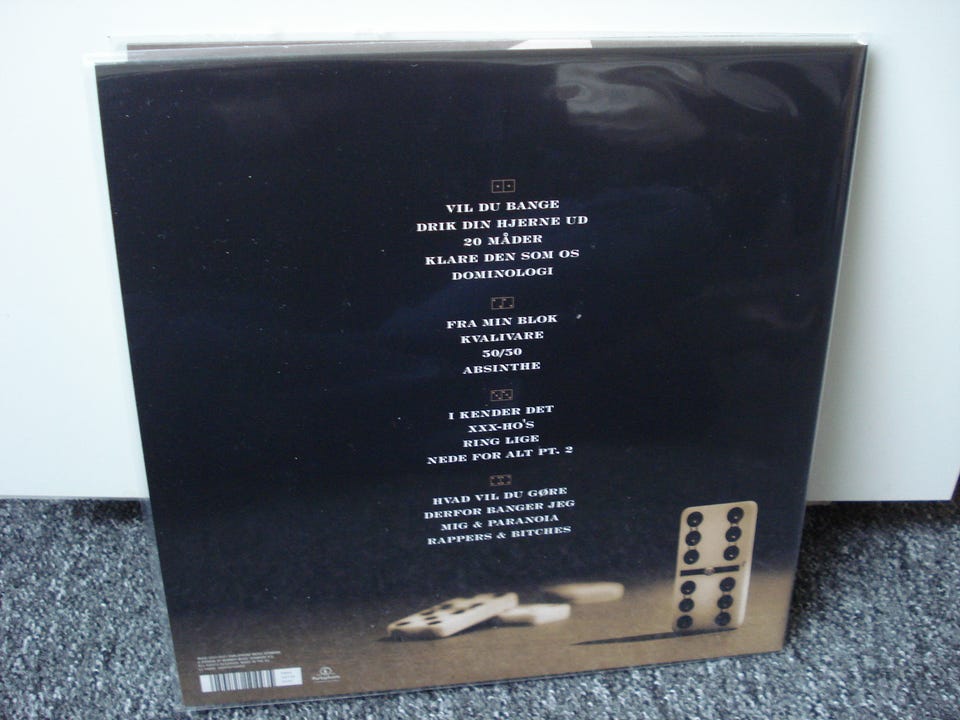 VIL DU BANGE
DRIK DIN HJERNE UD
20 MÅDER
KLARE DEN SOM OS
DOMINOLOGI
FRA MIN BLOK
KVALIVARE
50/50
ABSINTHE
I KENDER DET
XXX-HO'S
RING LIGE
NEDE FOR ALT PT. 2
HVAD VIL DU GØRE
DERFOR BANGER JEG
MIG & PARANOIA
RAPPERS & BITCHES
Parlophone